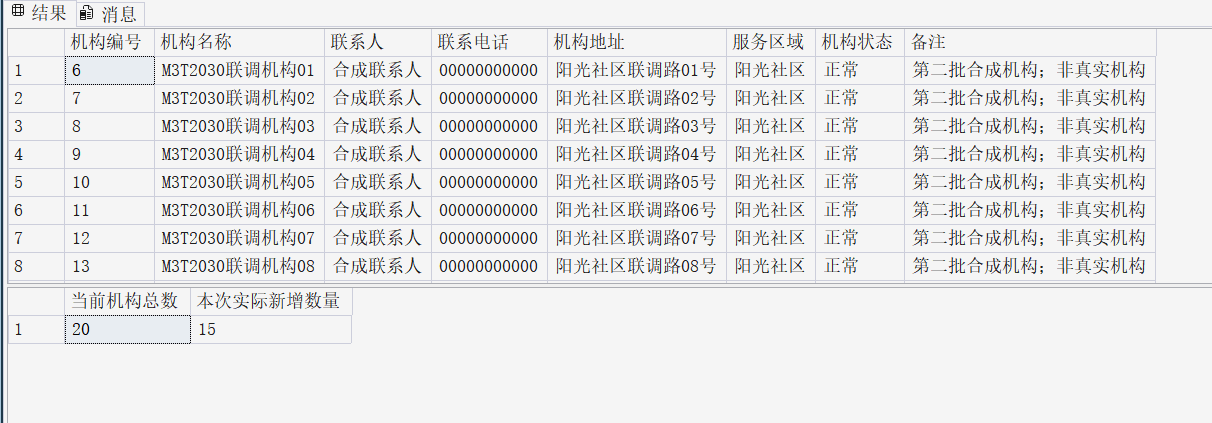 结果 消息
机构编号 机构名称 联系人 联系电话 机构地址 服务区域 机构状态 备注
1 6 M3T2030联调机构01 合成联系人 00000000000 阳光社区联调路01号 阳光社区 正常 第二批合成机构；非真实机构
2 7 M3T2030联调机构02 合成联系人 00000000000 阳光社区联调路02号 阳光社区 正常 第二批合成机构；非真实机构
3 8 M3T2030联调机构03 合成联系人 00000000000 阳光社区联调路03号 阳光社区 正常 第二批合成机构；非真实机构
4 9 M3T2030联调机构04 合成联系人 00000000000 阳光社区联调路04号 阳光社区 正常 第二批合成机构；非真实机构
5 10 M3T2030联调机构05 合成联系人 00000000000 阳光社区联调路05号 阳光社区 正常 第二批合成机构；非真实机构
6 11 M3T2030联调机构06 合成联系人 00000000000 阳光社区联调路06号 阳光社区 正常 第二批合成机构；非真实机构
7 12 M3T2030联调机构07 合成联系人 00000000000 阳光社区联调路07号 阳光社区 正常 第二批合成机构；非真实机构
8 13 M3T2030联调机构08 合成联系人 00000000000 阳光社区联调路08号 阳光社区 正常 第二批合成机构；非真实机构
当前机构总数 本次实际新增数量
1 20 15